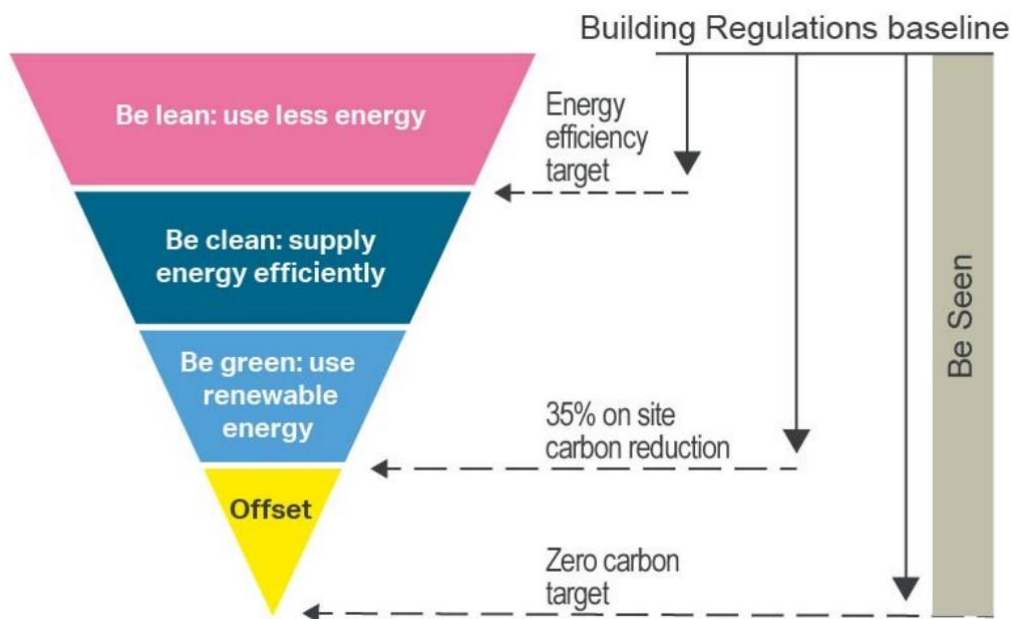 Building Regulations baseline
Be lean: use less energy
Energy
efficiency
target
Be clean: supply
energy efficiently
Be Seen
Be green: use
renewable
energy
35% on site
carbon reduction
Offset
Zero carbon
target